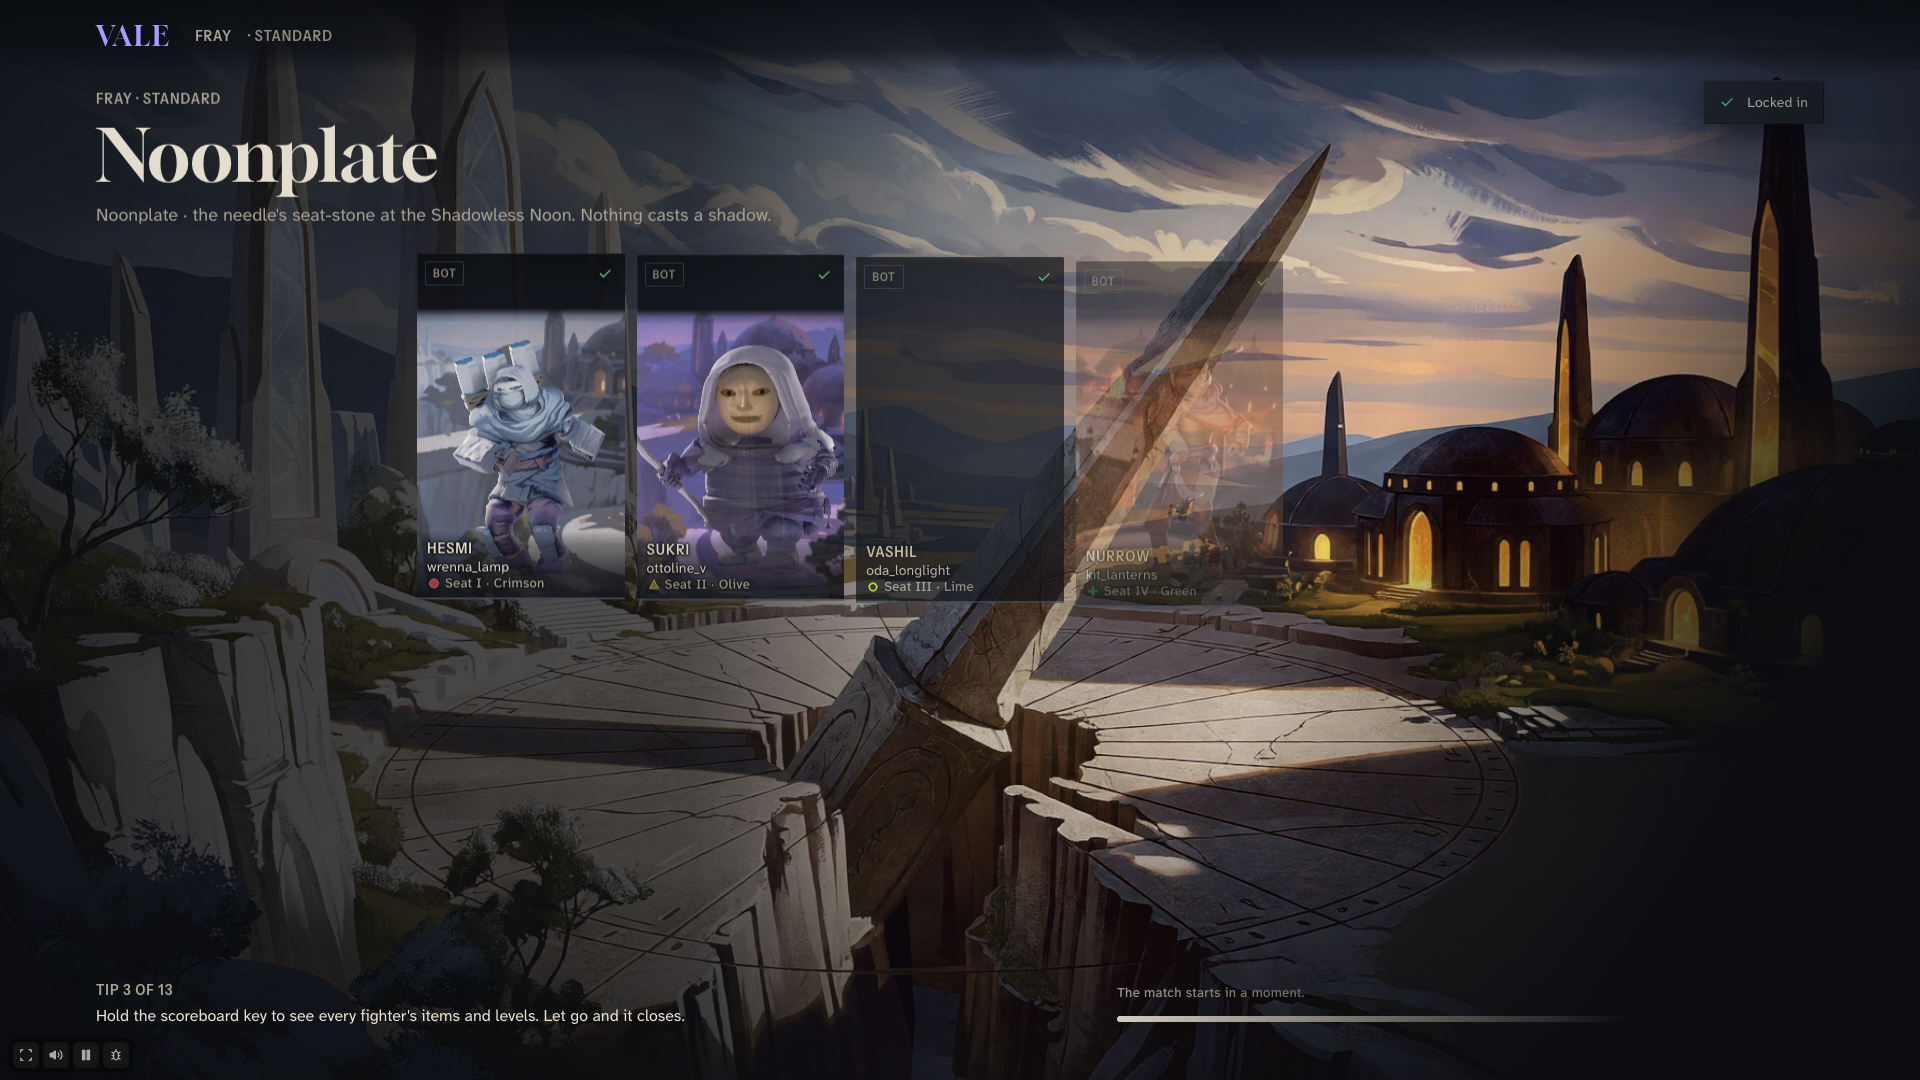 VALE FRAY · STANDARD
FRAY · STANDARD
Locked in
Noonplate
Noonplate · the needle's seat-stone at the Shadowless Noon. Nothing casts a shadow.
BOT
HESMI
wrenna_lamp
Seat I · Crimson
BOT
SUKRI
ottoline_v
Seat II · Olive
BOT
VASHIL
oda_longlight
Seat III · Lime
BOT
NURROW
kit_lanterns
Seat IV · Green
TIP 3 OF 13
Hold the scoreboard key to see every fighter's items and levels. Let go and it closes.
The match starts in a moment.